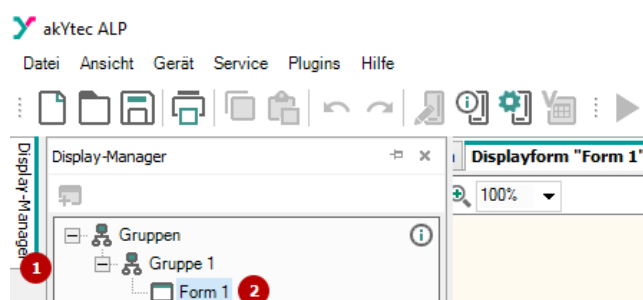 akYtec ALP
Datei Ansicht Gerät Service Plugins Hilfe
Display-Manager
Display-Manager
Displayform "Form 1"
100%
Gruppen
Gruppe 1
1
Form 1 2